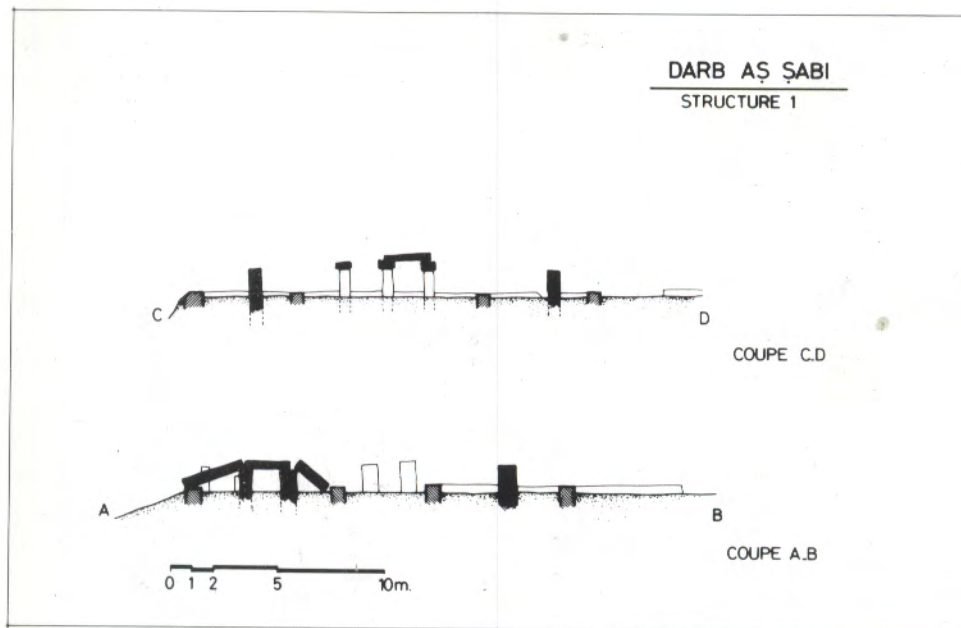 DARB AṢ ṢABI
STRUCTURE 1
C
D
COUPE C.D
A
B
COUPE A.B
0 1 2 5 10m.